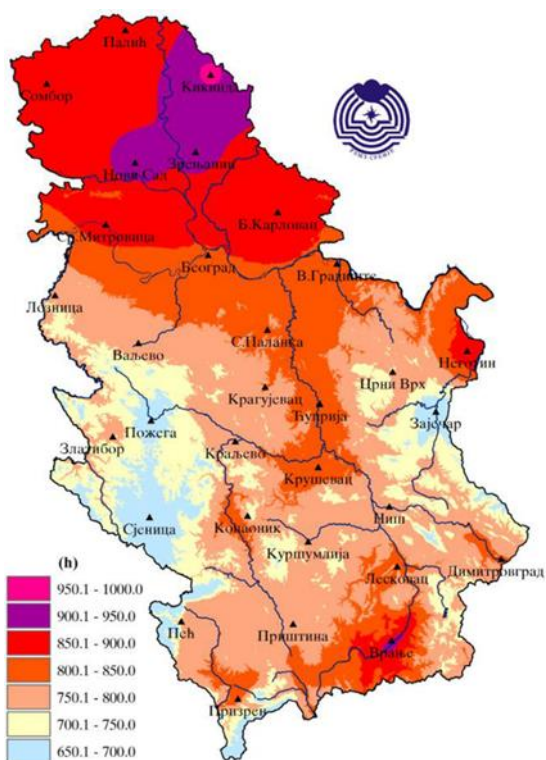 Палић
Кикинда
Сомбор
Зрењанин
Нови Сад
Б.Карловац
Ср.Митровица
Београд
В.Градиште
Лозница
С.Паланка
Ваљево
Неготин
Црни Врх
Крагујевац
Ћуприја
Зајечар
Пожега
Златибор
Краљево
Крушевац
Ниш
Сјеница
Копаоник
Куршумлија
Димитровград
Лесковац
(h)
950.1 - 1000.0
900.1 - 950.0
850.1 - 900.0
800.1 - 850.0
750.1 - 800.0
700.1 - 750.0
650.1 - 700.0
Пећ
Приштина
Врање
Призрен